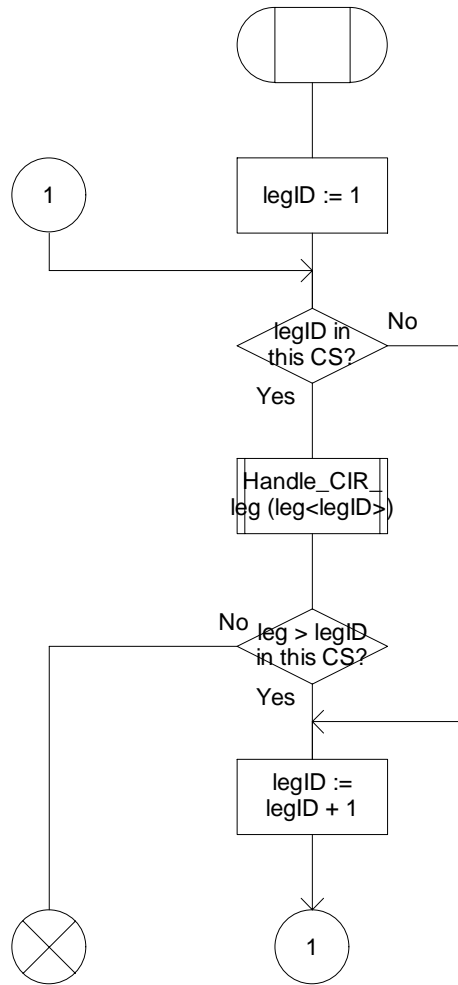 1
legID := 1
legID in
this CS?
No
Yes
Handle_CIR_
leg (leg<legID>)
No
leg > legID
in this CS?
Yes
legID :=
legID + 1
1